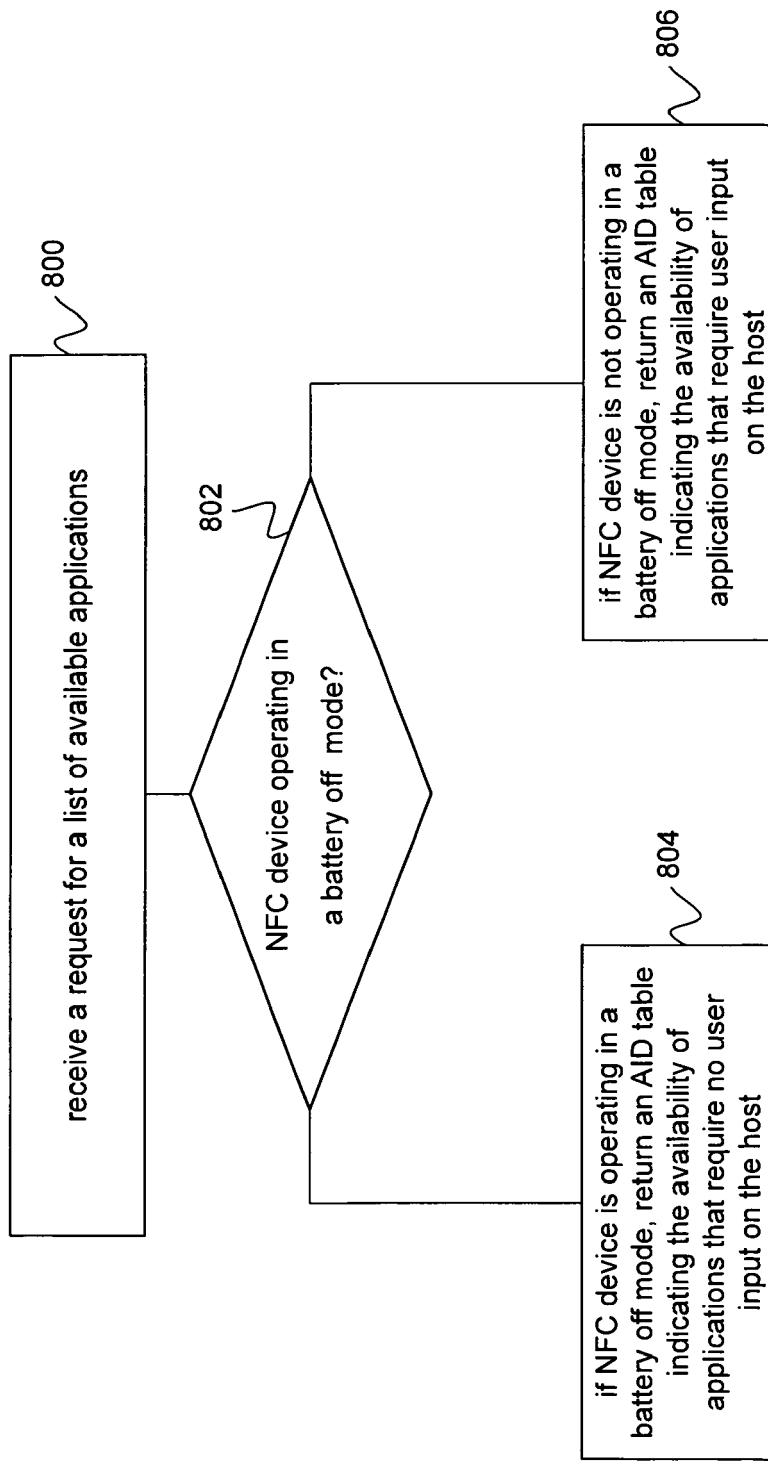 receive a request for a list of available applications
800
802
NFC device operating in
a battery off mode?
if NFC device is operating in a
battery off mode, return an AID table
indicating the availability of
applications that require no user
input on the host
804
if NFC device is not operating in a
battery off mode, return an AID table
indicating the availability of
applications that require user input
on the host
806